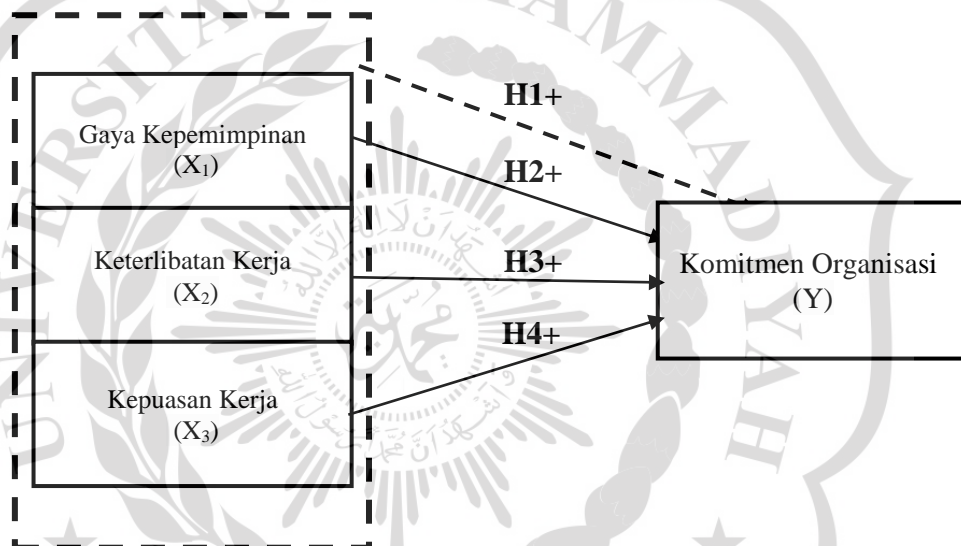 H1+
Gaya Kepemimpinan
(X₁)
H2+
Keterlibatan Kerja
(X₂)
H3+
Komitmen Organisasi
(Y)
H4+
Kepuasan Kerja
(X₃)